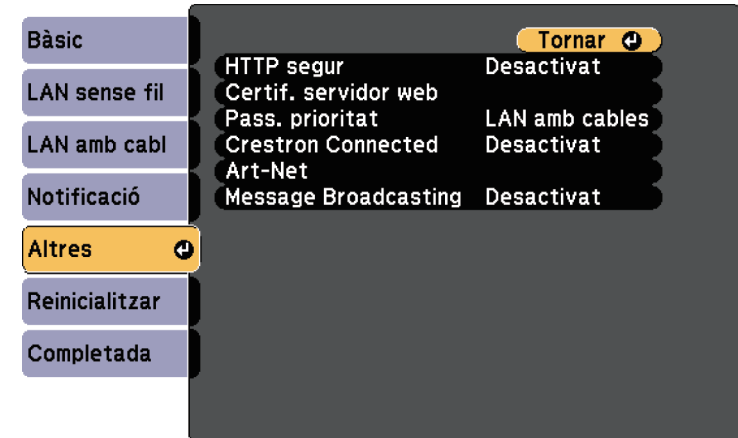 Bàsic
LAN sense fil
LAN amb cabl
Notificació
Altres
Reinicialitzar
Completada
Tornar
HTTP segur Desactivat
Certif. servidor web
Pass. prioritat LAN amb cables
Crestron Connected Desactivat
Art-Net
Message Broadcasting Desactivat